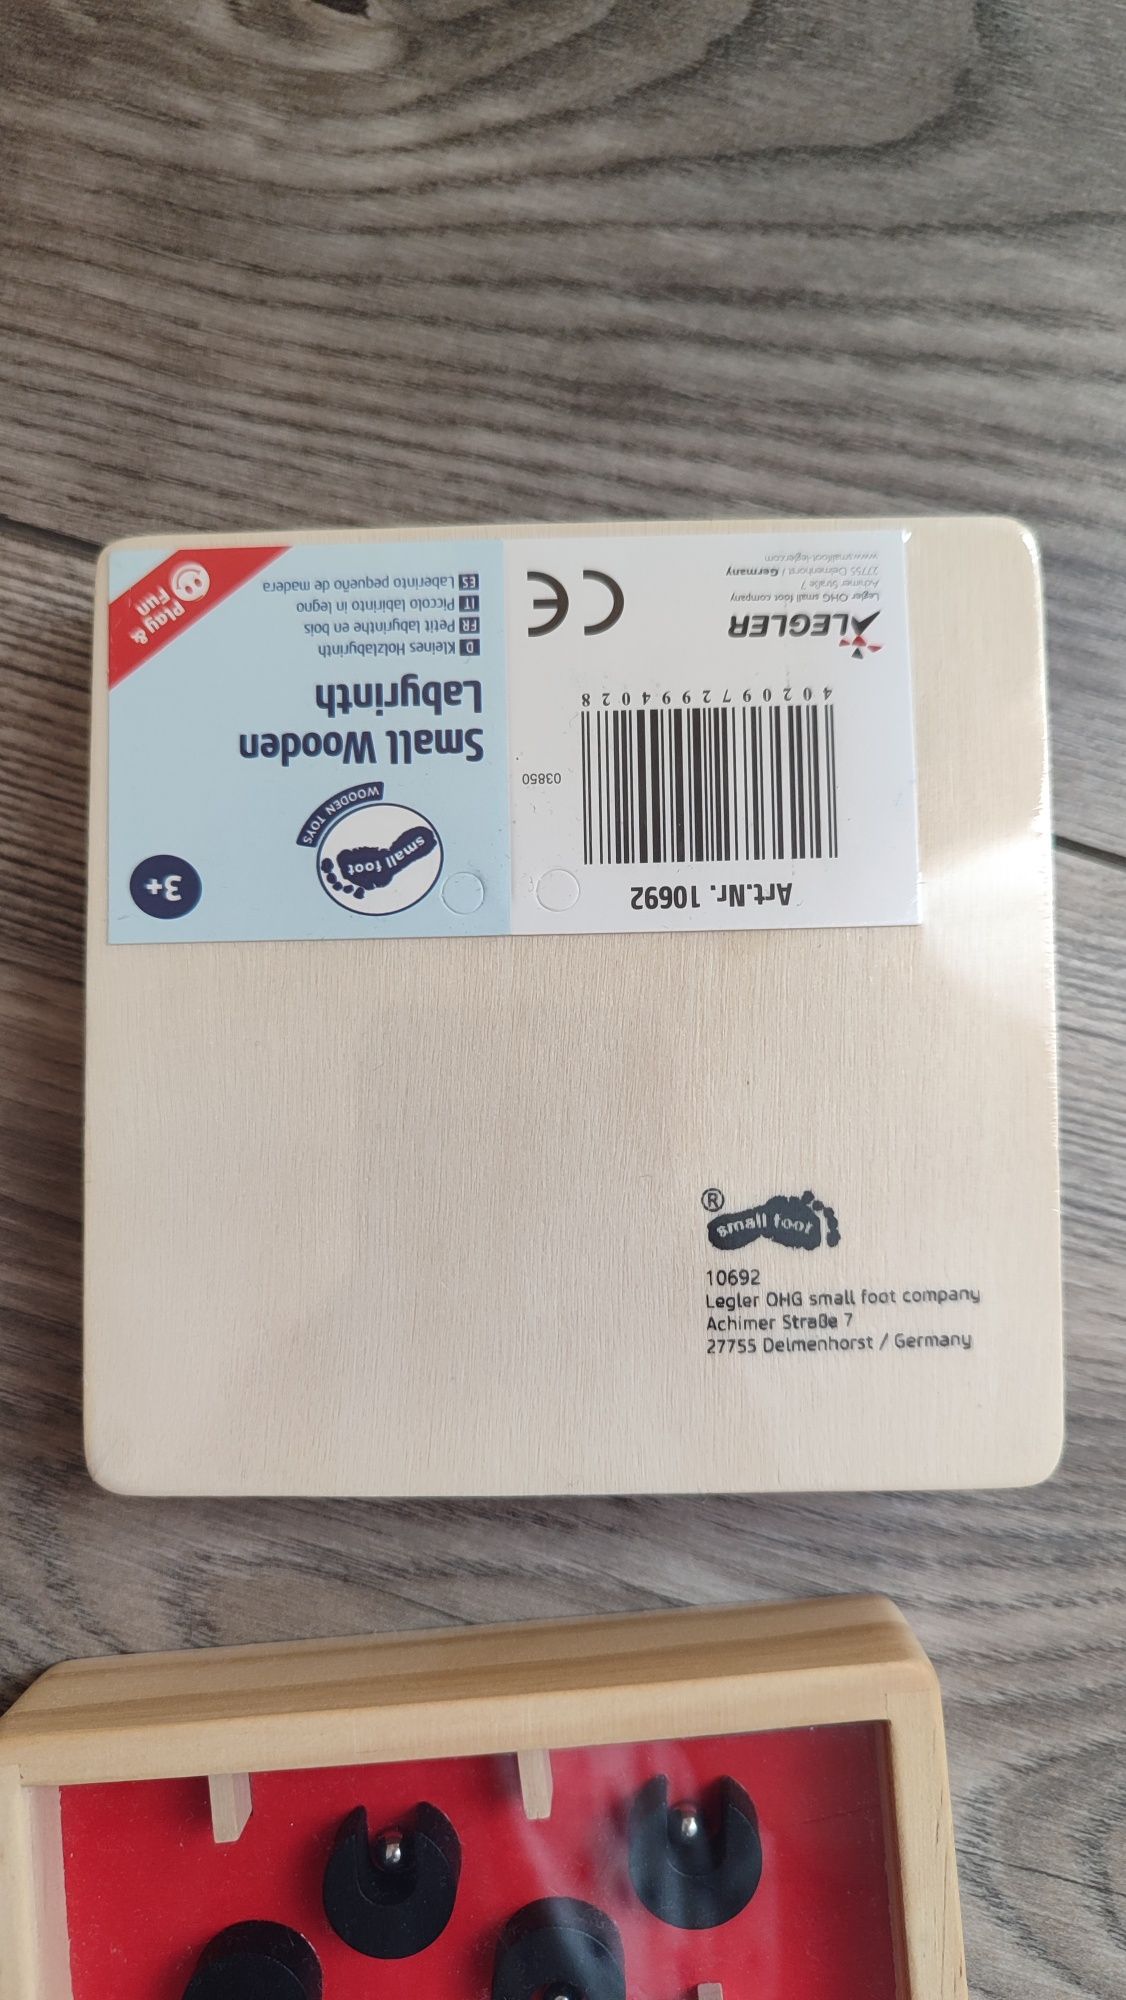 Play &
Fun
3+
small foot
WOODEN TOYS
Small Wooden
Labyrinth
D Kleines Holzlabyrinth
FR Petit labyrinthe en bois
IT Piccolo labirinto in legno
ES Laberinto pequeño de madera
Art.Nr. 10692
03850
4 020972 994028
LEGLER
Legler OHG small foot company
Achimer Straße 7
27755 Delmenhorst / Germany
www.smallfoot-legler.com
CE
small foot ®
10692
Legler OHG small foot company
Achimer Straße 7
27755 Delmenhorst / Germany